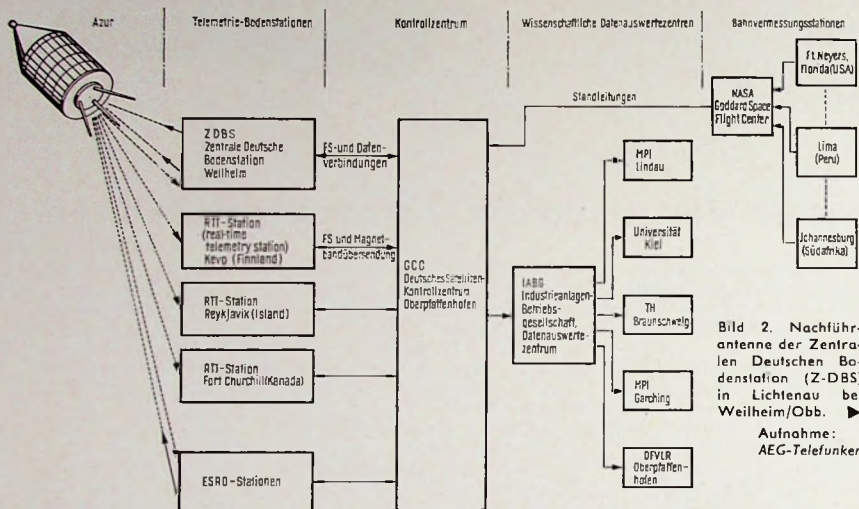 Azur
Telemetrie-Bodenstationen
Kontrollzentrum
Wissenschaftliche Datenauswertezentren
Bahnvermessungsstationen
ZDBS
Zentrale Deutsche
Bodenstation
Weilheim
FS-und Daten-
verbindungen
RTT-Station
(real-time
telemetry station)
Kevo (Finnland)
FS und Magnet-
bandübersendung
RTT-Station
Reykjavik (Island)
RTT-Station
Fort Churchill (Kanada)
ESRO-Stationen
GCC
Deutsches Satelliten-
Kontrollzentrum
Oberpfaffenhofen
Standleitungen
IABG
Industrieanlagen-
Betriebs-
gesellschaft,
Datenauswerte-
zentrum
MPI
Lindau
Universität
Kiel
TH
Braunschweig
MPI
Garching
DFVLR
Oberpfaffen-
hofen
NASA
Goddard Space
Flight Center
Ft. Meyers,
Florida (USA)
Lima
(Peru)
Johannesburg
(Südafrika)
Bild 2. Nachführ-
antenne der Zentra-
len Deutschen Bo-
denstation (Z-DBS)
in Lichtenau bei
Weilheim/Obb. ►
Aufnahme:
AEG-Telefunken